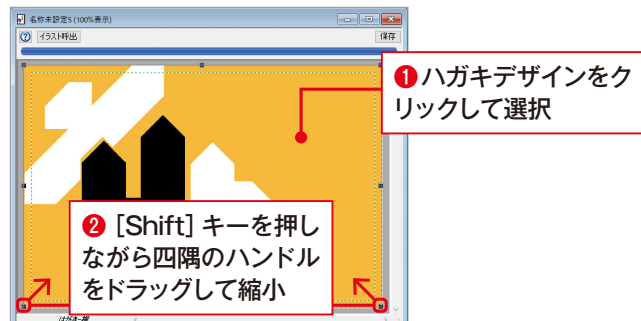 名称未設定5 (100%表示)
イラスト呼出
保存
❶ハガキデザインをク
リックして選択
❷ [Shift] キーを押し
ながら四隅のハンドル
をドラッグして縮小